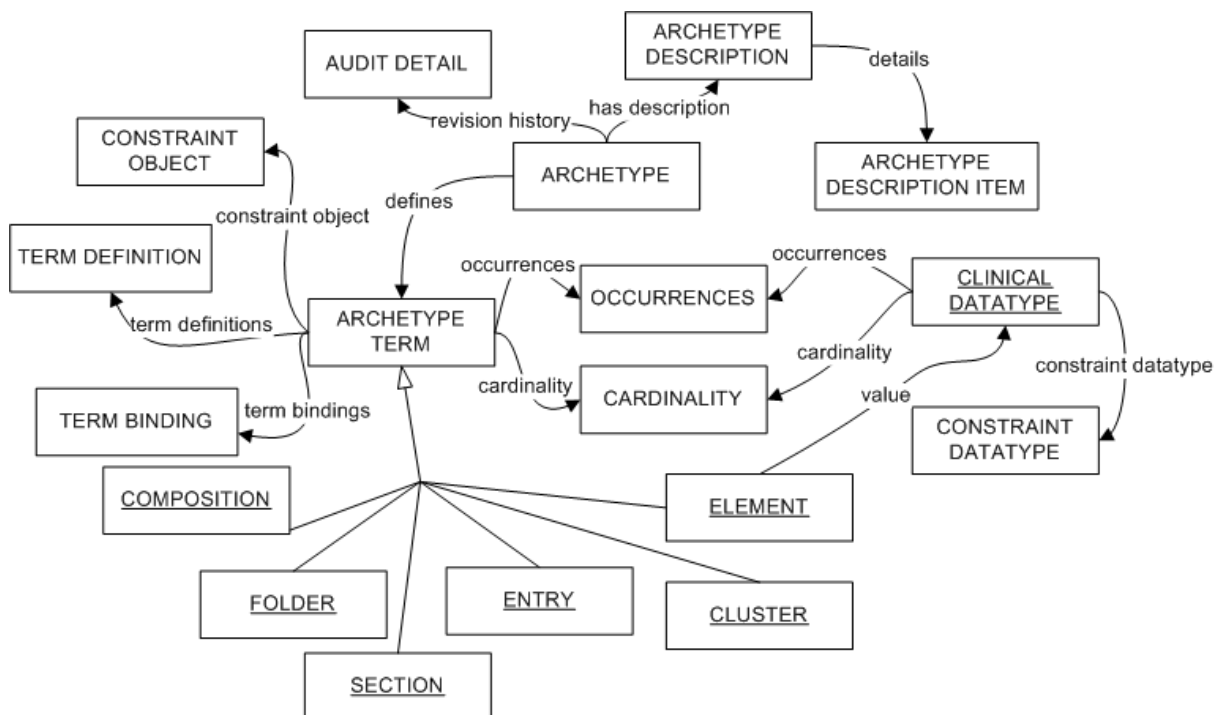 ARCHETYPE
DESCRIPTION
details
AUDIT DETAIL
has description
revision history
CONSTRAINT
OBJECT
ARCHETYPE
ARCHETYPE
DESCRIPTION ITEM
defines
constraint object
TERM DEFINITION
occurrences
occurrences
CLINICAL
DATATYPE
OCCURRENCES
term definitions
ARCHETYPE
TERM
cardinality
constraint datatype
cardinality
value
CARDINALITY
term bindings
TERM BINDING
CONSTRAINT
DATATYPE
COMPOSITION
ELEMENT
FOLDER
ENTRY
CLUSTER
SECTION